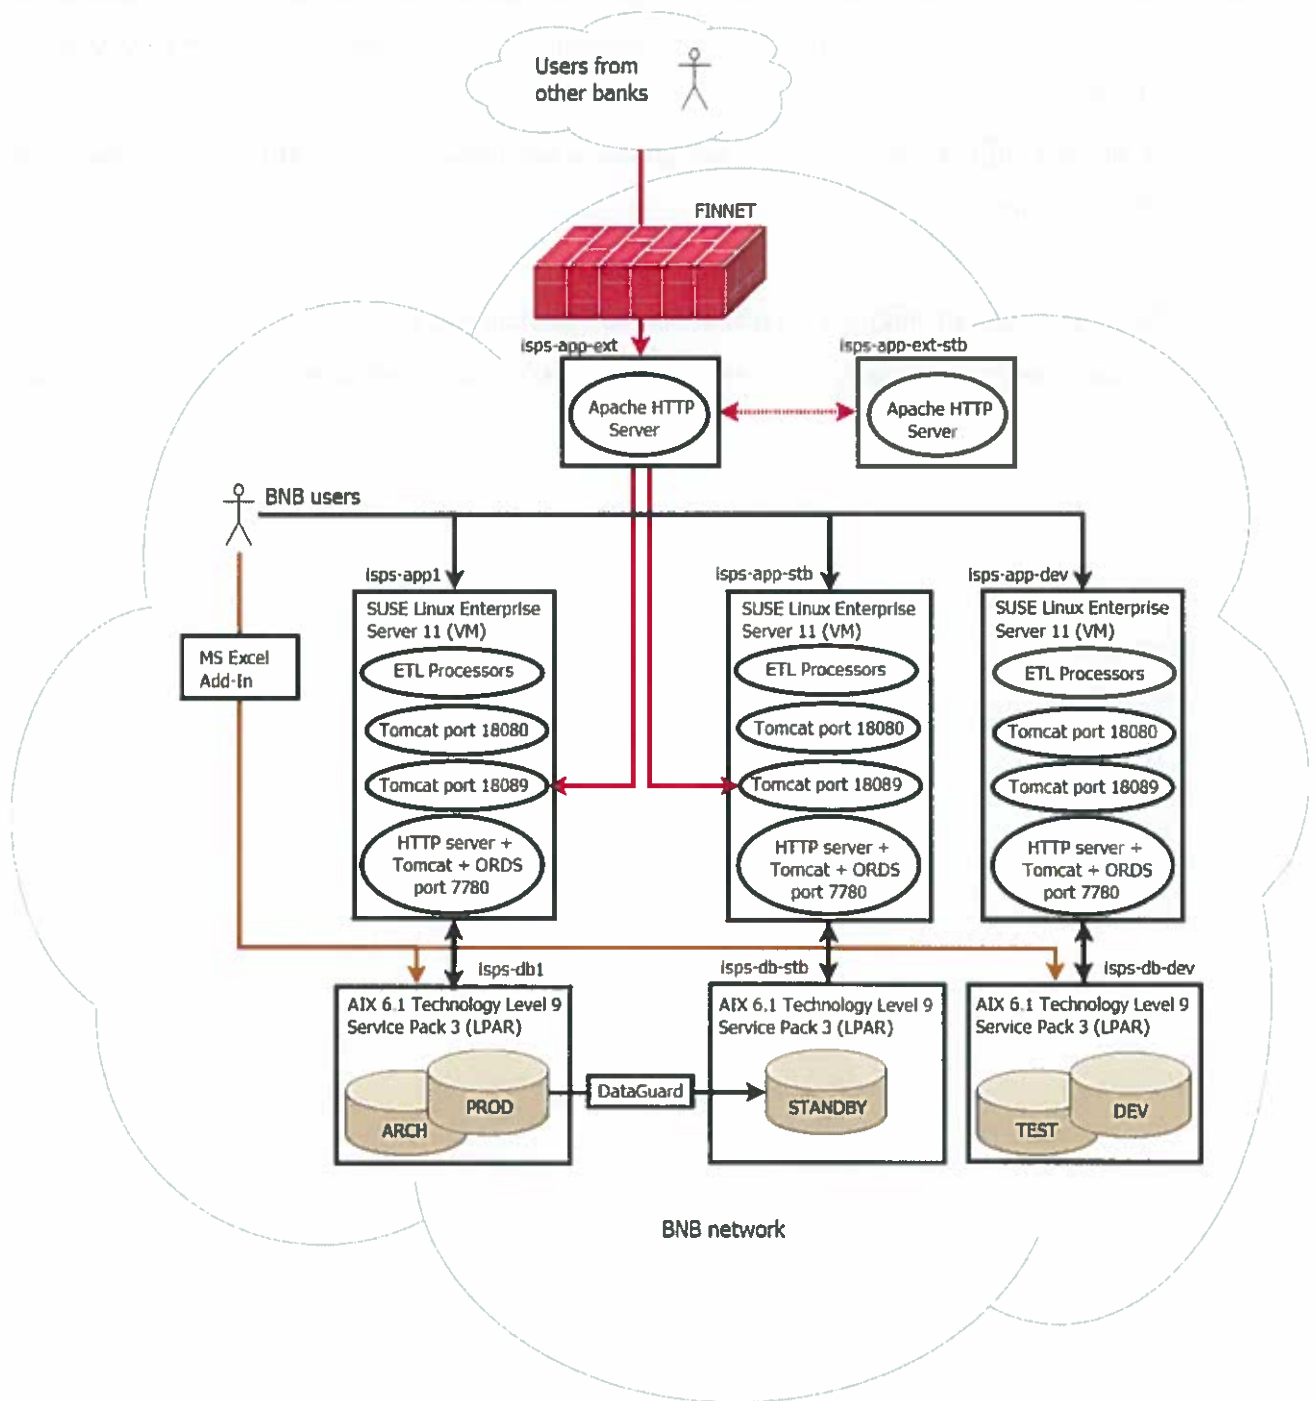 Users from
other banks
FINNET
isps-app-ext
isps-app-ext-stb
Apache HTTP
Server
Apache HTTP
Server
BNB users
isps-app1
isps-app-stb
isps-app-dev
SUSE Linux Enterprise
Server 11 (VM)
ETL Processors
Tomcat port 18080
Tomcat port 18089
HTTP server +
Tomcat + ORDS
port 7780
SUSE Linux Enterprise
Server 11 (VM)
ETL Processors
Tomcat port 18080
Tomcat port 18089
HTTP server +
Tomcat + ORDS
port 7780
SUSE Linux Enterprise
Server 11 (VM)
ETL Processors
Tomcat port 18080
Tomcat port 18089
HTTP server +
Tomcat + ORDS
port 7780
MS Excel
Add-In
isps-db1
isps-db-stb
isps-db-dev
AIX 6.1 Technology Level 9
Service Pack 3 (LPAR)
ARCH
PROD
DataGuard
AIX 6.1 Technology Level 9
Service Pack 3 (LPAR)
STANDBY
AIX 6.1 Technology Level 9
Service Pack 3 (LPAR)
TEST
DEV
BNB network